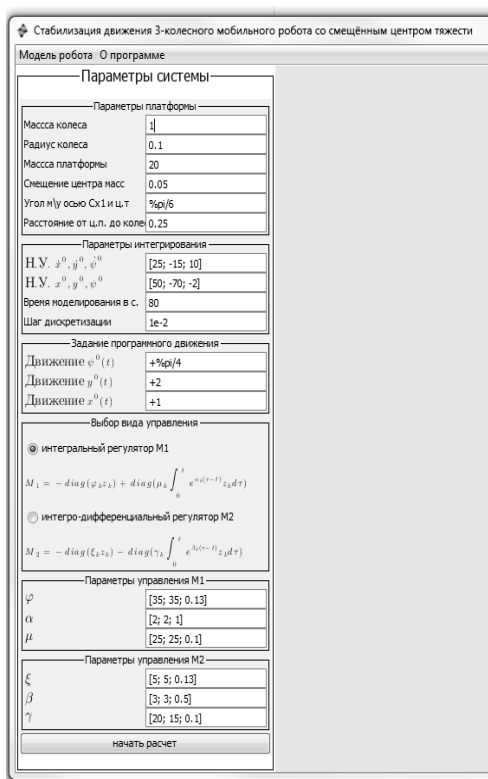 Стабилизация движения 3-колесного мобильного робота со смещённым центром тяжести
Модель робота О программе
Параметры системы
Параметры платформы
Массса колеса 1
Радиус колеса 0.1
Массса платформы 20
Смещение центра масс 0.05
Угол м\у осью Cx1 и ц.т %pi/6
Расстояние от ц.п. до коле 0.25
Параметры интегрирования
Н.У. ẋ⁰, ẏ⁰, ψ̇⁰ [25; -15; 10]
Н.У. x⁰, y⁰, ψ⁰ [50; -70; -2]
Время моделирования в с. 80
Шаг дискретизации 1e-2
Задание программного движения
Движение ψ⁰(t) +%pi/4
Движение y⁰(t) +2
Движение x⁰(t) +1
Выбор вида управления
интегральный регулятор M1
M₁ = − diag(φₖzₖ) + diag(μₖ ∫₀ᵗ e^{αₖ(τ−t)} zₖdτ)
интегро-дифференциальный регулятор M2
M₂ = − diag(ξₖzₖ) − diag(γₖ ∫₀ᵗ e^{βₖ(τ−t)} zₖdτ)
Параметры управления M1
φ [35; 35; 0.13]
α [2; 2; 1]
μ [25; 25; 0.1]
Параметры управления M2
ξ [5; 5; 0.13]
β [3; 3; 0.5]
γ [20; 15; 0.1]
начать расчет